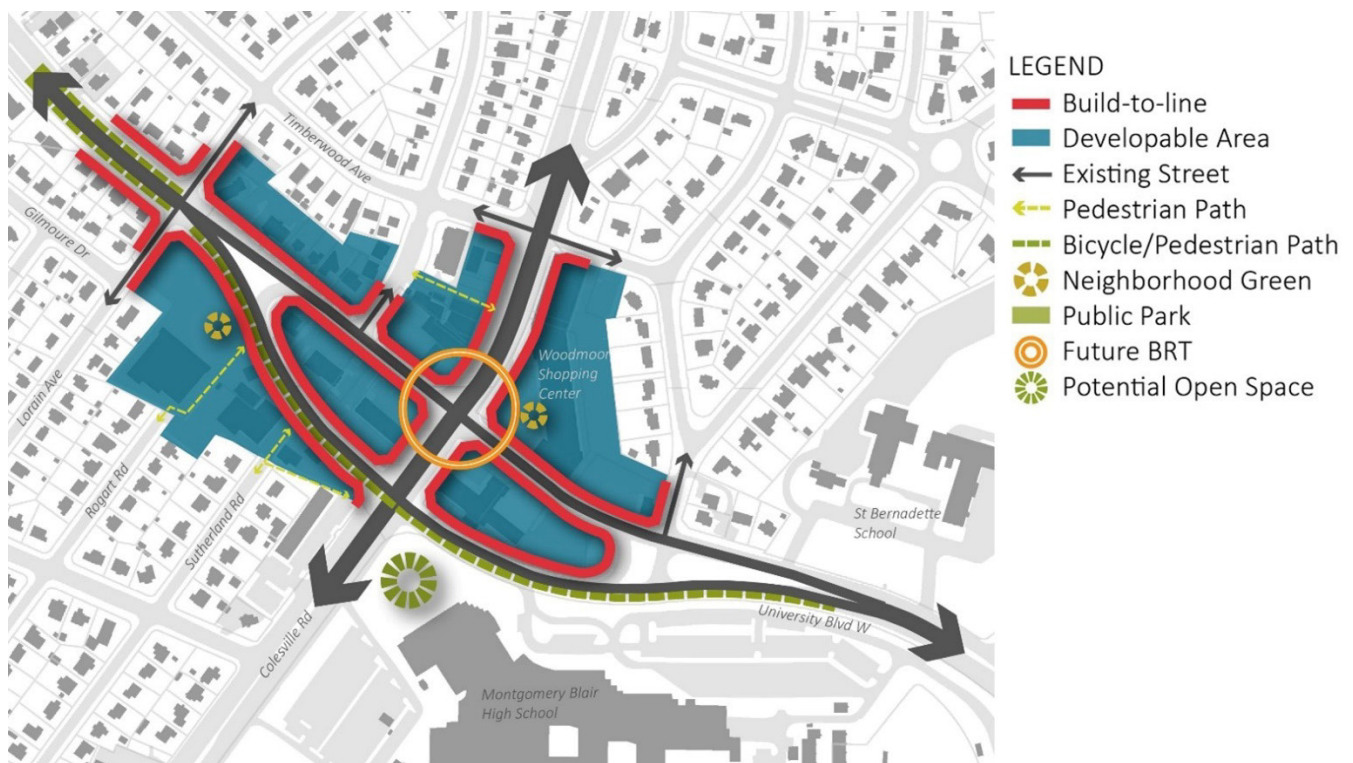 Timberwood Ave
Gilmoure Dr
Lorain Ave
Rogart Rd
Sutherland Rd
Colesville Rd
Woodmoor
Shopping
Center
St Bernadette
School
University Blvd W
Montgomery Blair
High School
LEGEND
Build-to-line
Developable Area
Existing Street
Pedestrian Path
Bicycle/Pedestrian Path
Neighborhood Green
Public Park
Future BRT
Potential Open Space